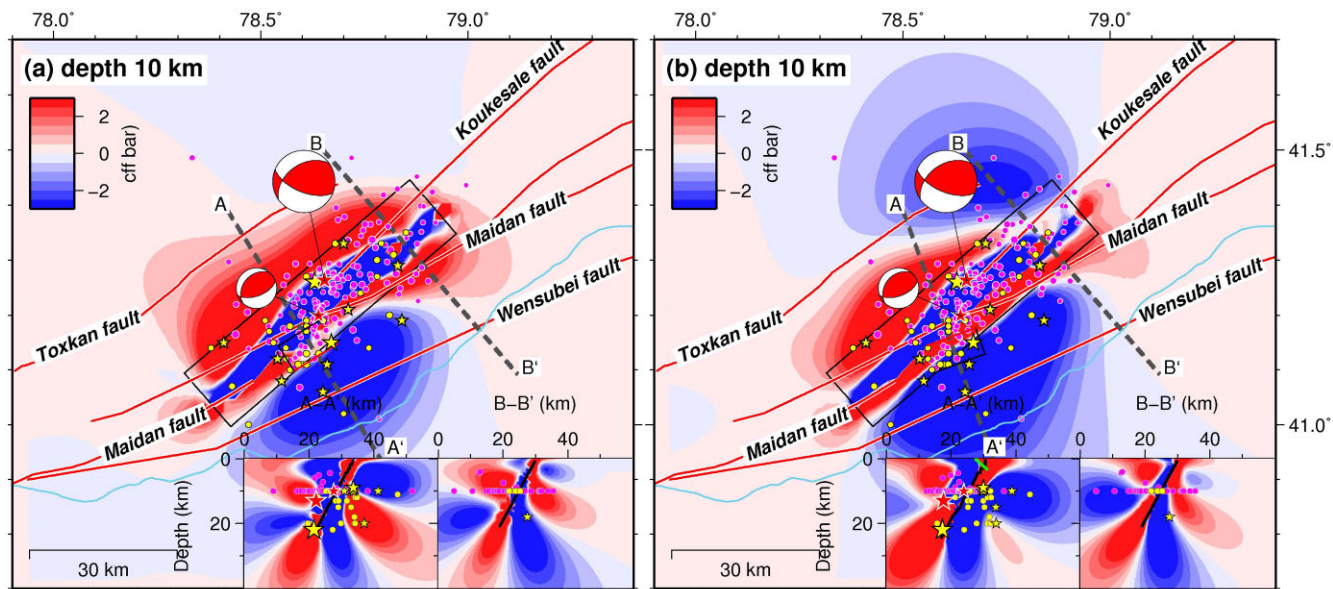 78.0° 78.5° 79.0° 78.0° 78.5° 79.0°
(a) depth 10 km
2
0
−2
cff bar)
Koukesale fault
B
A
Maidan fault
Wensubei fault
Toxkan fault
B‘
Maidan fault
A−A‘ (km)
B−B’ (km)
0 20 40 0 20 40
A‘
0
20
Depth (km)
30 km
(b) depth 10 km
2
0
−2
cff bar)
Koukesale fault
41.5°
B
A
Maidan fault
Wensubei fault
Toxkan fault
B‘
Maidan fault
A−A‘ (km)
B−B’ (km)
41.0°
0 20 40 0 20 40
A‘
0
20
Depth (km)
30 km